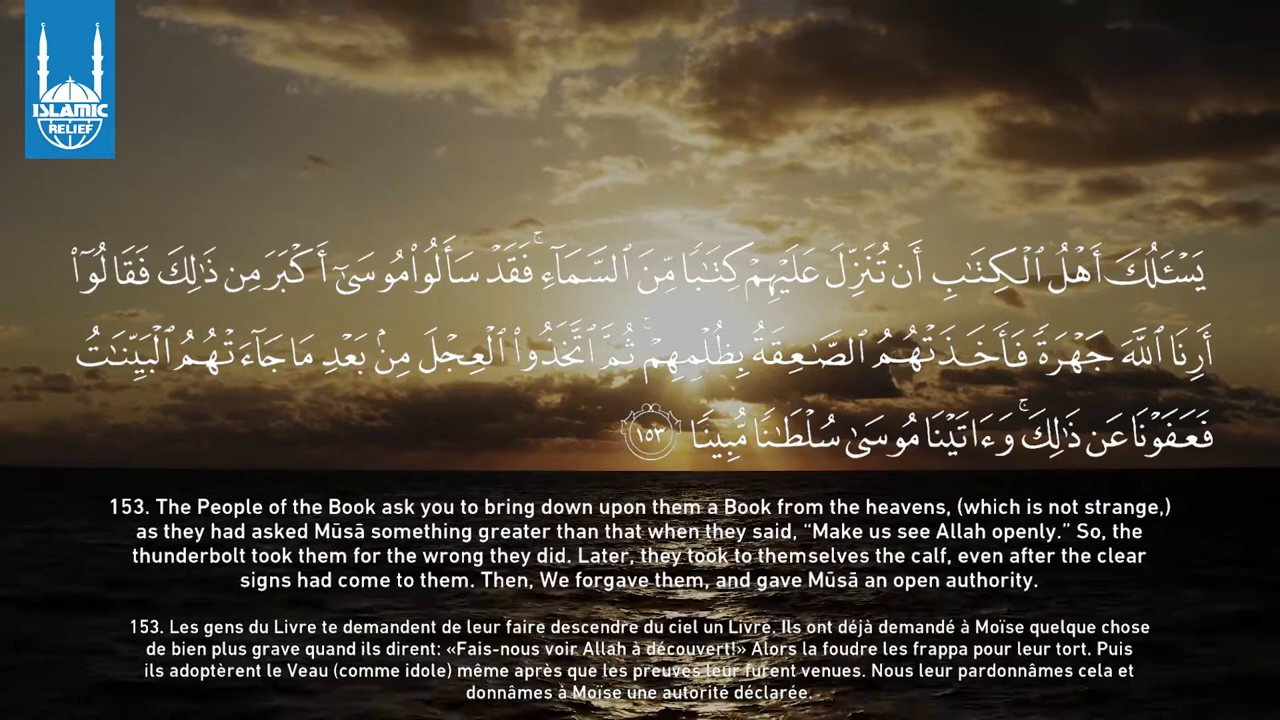 ISLAMIC
RELIEF
يَسْـَٔلُكَ أَهْلُ ٱلْكِتَـٰبِ أَن تُنَزِّلَ عَلَيْهِمْ كِتَـٰبًا مِّنَ ٱلسَّمَآءِ ۚ فَقَدْ سَأَلُوا۟ مُوسَىٰٓ أَكْبَرَ مِن ذَٰلِكَ فَقَالُوٓا۟
أَرِنَا ٱللَّهَ جَهْرَةً فَأَخَذَتْهُمُ ٱلصَّـٰعِقَةُ بِظُلْمِهِمْ ۚ ثُمَّ ٱتَّخَذُوا۟ ٱلْعِجْلَ مِنۢ بَعْدِ مَا جَآءَتْهُمُ ٱلْبَيِّنَـٰتُ
فَعَفَوْنَا عَن ذَٰلِكَ ۚ وَءَاتَيْنَا مُوسَىٰ سُلْطَـٰنًا مُّبِينًا ١٥٣
153. The People of the Book ask you to bring down upon them a Book from the heavens, (which is not strange,)
as they had asked Mūsā something greater than that when they said, “Make us see Allah openly.” So, the
thunderbolt took them for the wrong they did. Later, they took to themselves the calf, even after the clear
signs had come to them. Then, We forgave them, and gave Mūsā an open authority.
153. Les gens du Livre te demandent de leur faire descendre du ciel un Livre. Ils ont déjà demandé à Moïse quelque chose
de bien plus grave quand ils dirent: «Fais-nous voir Allah à découvert!» Alors la foudre les frappa pour leur tort. Puis
ils adoptèrent le Veau (comme idole) même après que les preuves leur furent venues. Nous leur pardonnâmes cela et
donnâmes à Moïse une autorité déclarée.